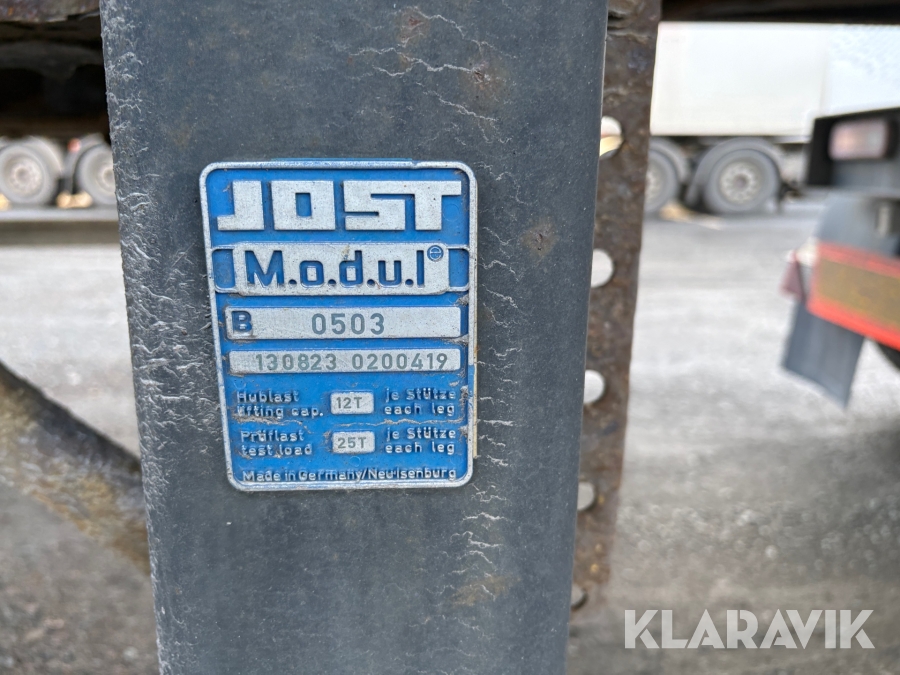 JOST
M.o.d.u.l®
B 0503
130823 0200419
Hublast 12T je Stütze
lifting cap. each leg
Prüflast 25T je Stütze
test load each leg
Made in Germany/Neu-Isenburg
KLARAVIK